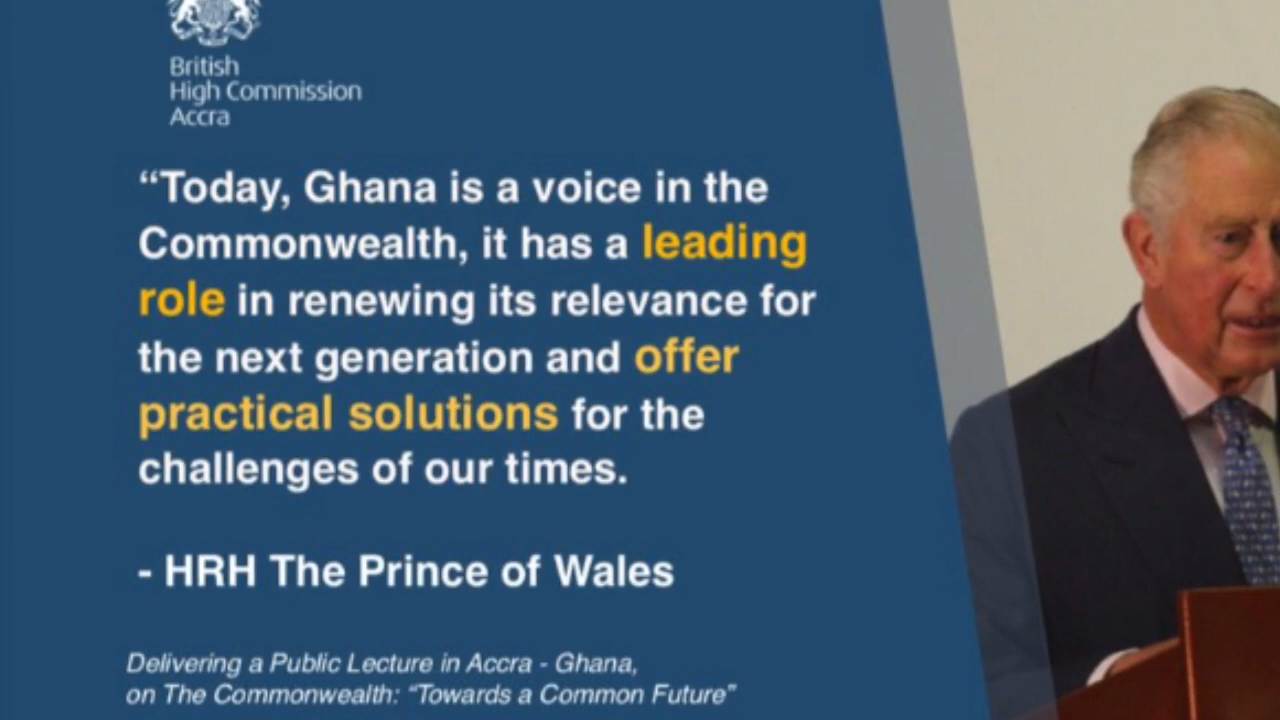 British
High Commission
Accra
“Today, Ghana is a voice in the
Commonwealth, it has a leading
role in renewing its relevance for
the next generation and offer
practical solutions for the
challenges of our times.
- HRH The Prince of Wales
Delivering a Public Lecture in Accra - Ghana,
on The Commonwealth: “Towards a Common Future”